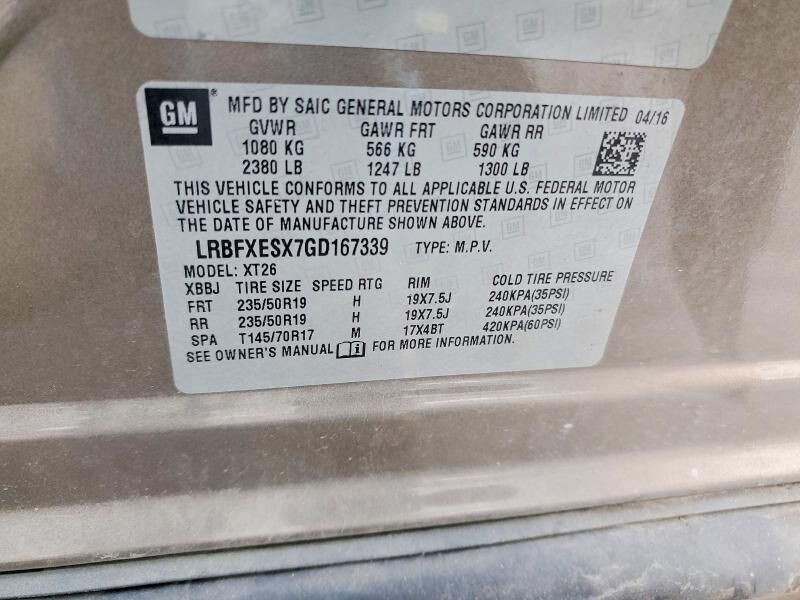 GM® MFD BY SAIC GENERAL MOTORS CORPORATION LIMITED 04/16
GVWR GAWR FRT GAWR RR
1080 KG 566 KG 590 KG
2380 LB 1247 LB 1300 LB
THIS VEHICLE CONFORMS TO ALL APPLICABLE U.S. FEDERAL MOTOR
VEHICLE SAFETY AND THEFT PREVENTION STANDARDS IN EFFECT ON
THE DATE OF MANUFACTURE SHOWN ABOVE.
LRBFXESX7GD167339 TYPE: M.P.V.
MODEL: XT26
XBBJ TIRE SIZE SPEED RTG RIM COLD TIRE PRESSURE
FRT 235/50R19 H 19X7.5J 240KPA(35PSI)
RR 235/50R19 H 19X7.5J 240KPA(35PSI)
SPA T145/70R17 M 17X4BT 420KPA(60PSI)
SEE OWNER'S MANUAL FOR MORE INFORMATION.